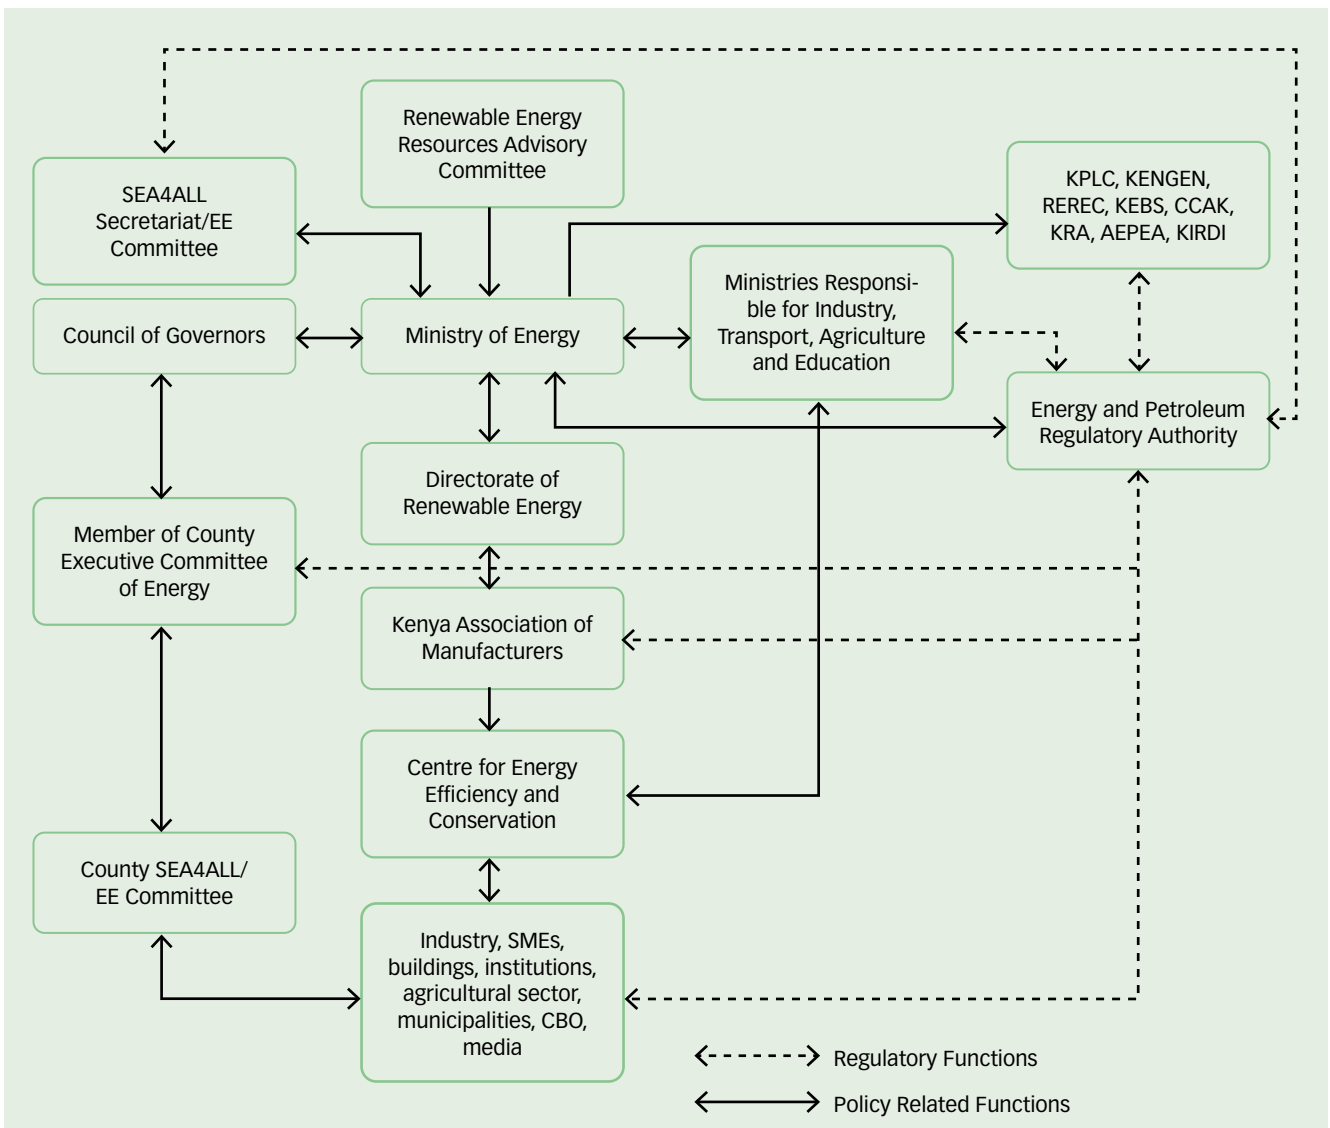 Renewable Energy
Resources Advisory
Committee
SEA4ALL
Secretariat/EE
Committee
KPLC, KENGEN,
REREC, KEBS, CCAK,
KRA, AEPEA, KIRDI
Ministries Responsi-
ble for Industry,
Transport, Agriculture
and Education
Council of Governors
Ministry of Energy
Energy and Petroleum
Regulatory Authority
Directorate of
Renewable Energy
Member of County
Executive Committee
of Energy
Kenya Association of
Manufacturers
Centre for Energy
Efficiency and
Conservation
County SEA4ALL/
EE Committee
Industry, SMEs,
buildings, institutions,
agricultural sector,
municipalities, CBO,
media
Regulatory Functions
Policy Related Functions